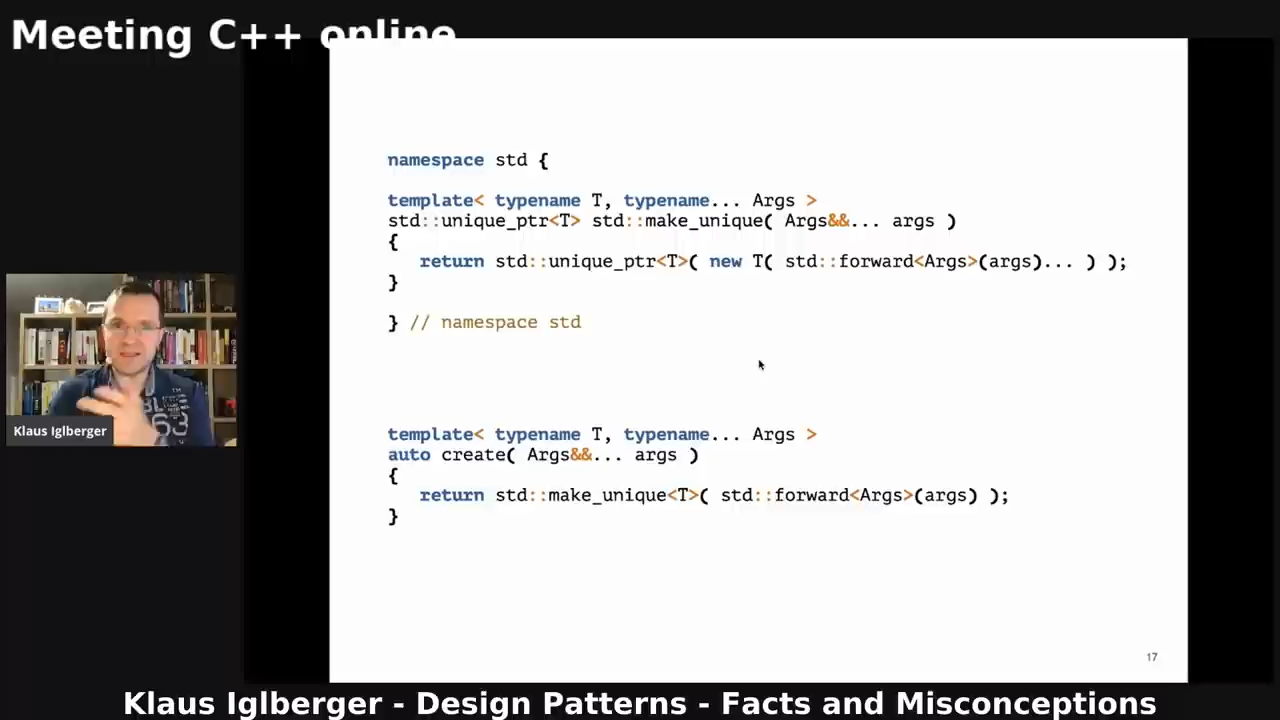 Meeting C++ online
namespace std {
template< typename T, typename... Args >
std::unique_ptr<T> std::make_unique( Args&&... args )
{
return std::unique_ptr<T>( new T( std::forward<Args>(args)... ) );
}
} // namespace std
template< typename T, typename... Args >
auto create( Args&&... args )
{
return std::make_unique<T>( std::forward<Args>(args) );
}
17
Klaus Iglberger
Klaus Iglberger - Design Patterns - Facts and Misconceptions